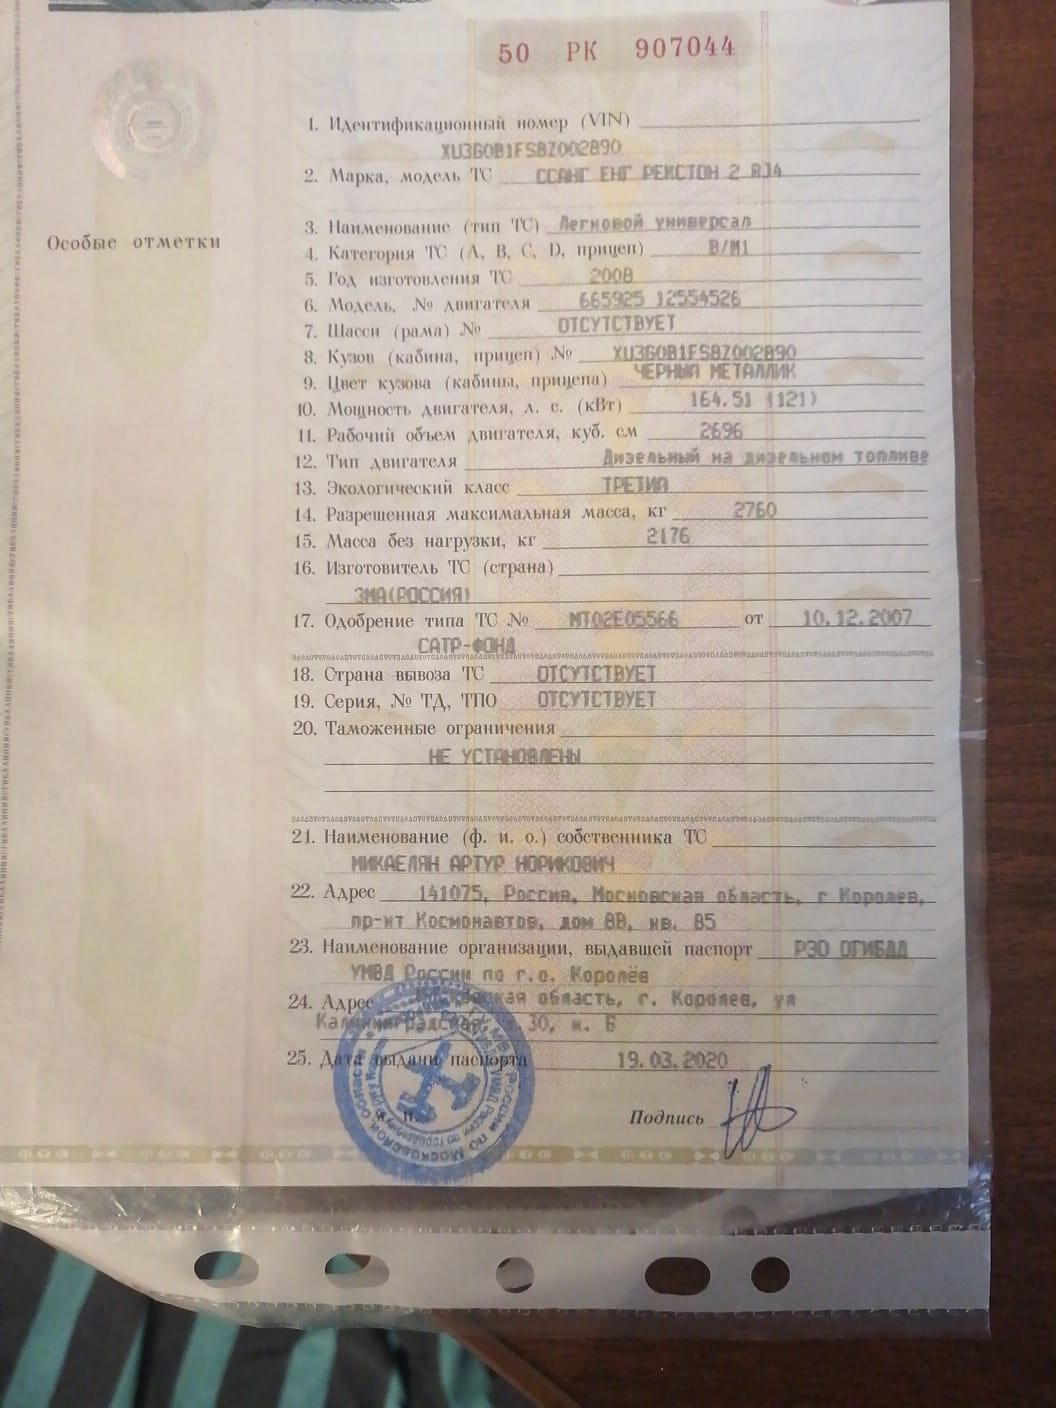 50 РК 907044
1. Идентификационный номер (VIN)
XU3G0B1FS8Z002890
2. Марка, модель ТС ССАНГ ЕНГ РЕКСТОН 2 RJ4
Особые отметки
3. Наименование (тип ТС) Легковой универсал
4. Категория ТС (А, В, С, D, прицеп) В/М1
5. Год изготовления ТС 2008
6. Модель, № двигателя 665925 12554526
7. Шасси (рама) № ОТСУТСТВУЕТ
8. Кузов (кабина, прицеп) № XU3G0B1FS8Z002890
9. Цвет кузова (кабины, прицепа) ЧЕРНЫЙ МЕТАЛЛИК
10. Мощность двигателя, л. с. (кВт) 164.51 (121)
11. Рабочий объем двигателя, куб. см 2696
12. Тип двигателя Дизельный на дизельном топливе
13. Экологический класс ТРЕТИЙ
14. Разрешенная максимальная масса, кг 2760
15. Масса без нагрузки, кг 2176
16. Изготовитель ТС (страна)
ЗМА(РОССИЯ)
17. Одобрение типа ТС № МТ02Е05566 от 10.12.2007
САТР-ФОНД
18. Страна вывоза ТС ОТСУТСТВУЕТ
19. Серия, № ТД, ТПО ОТСУТСТВУЕТ
20. Таможенные ограничения
НЕ УСТАНОВЛЕНЫ
21. Наименование (ф. и. о.) собственника ТС
МИКАЕЛЯН АРТУР НОРИКОВИЧ
22. Адрес 141075, Россия, Московская область, г Королев,
пр-кт Космонавтов, дом 8В, кв. 85
23. Наименование организации, выдавшей паспорт РЭО ОГИБДД
УМВД России по г.о. Королёв
24. Адрес Московская область, г. Королев, ул
Калининградская, 30, к. Б
25. Дата выдачи паспорта 19.03.2020
Подпись